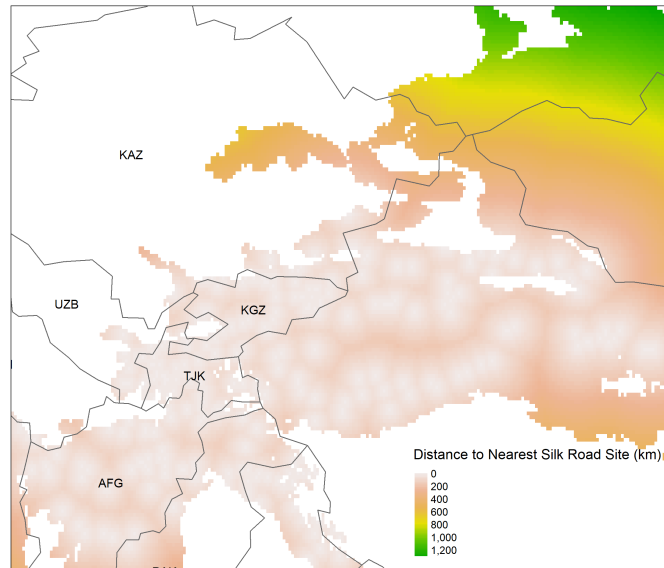 KAZ
UZB
KGZ
TJK
AFG
Distance to Nearest Silk Road Site (km)
0
200
400
600
800
1,000
1,200